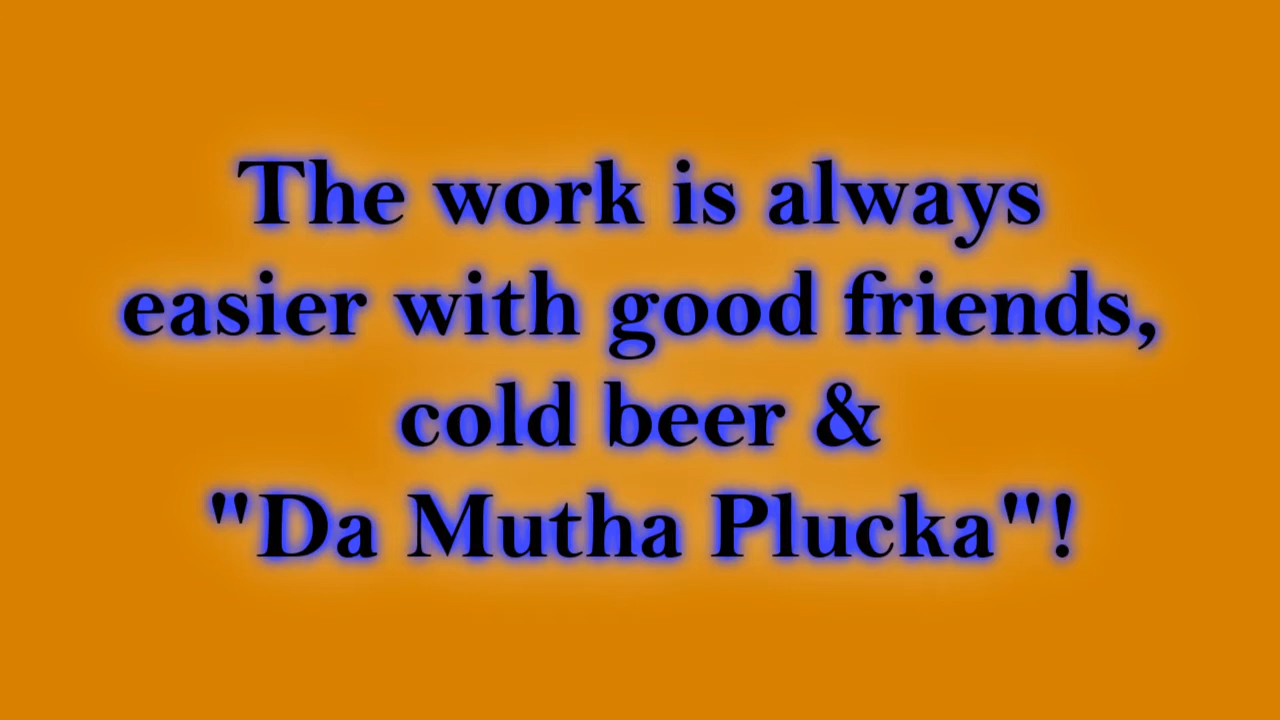 The work is always
easier with good friends,
cold beer &
"Da Mutha Plucka"!